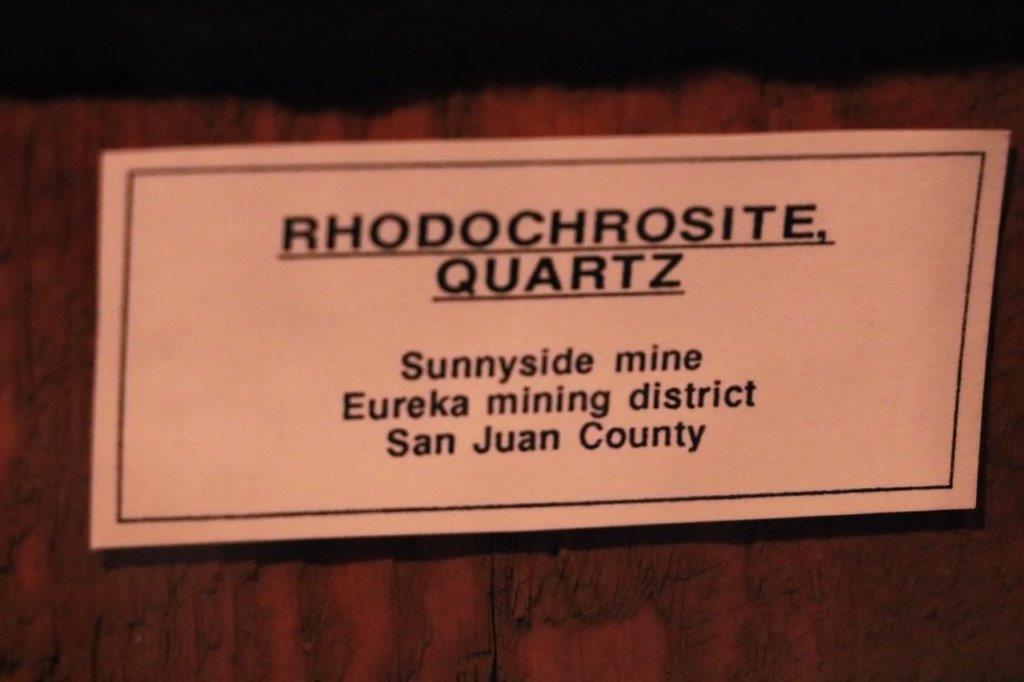 RHODOCHROSITE,
QUARTZ
Sunnyside mine
Eureka mining district
San Juan County